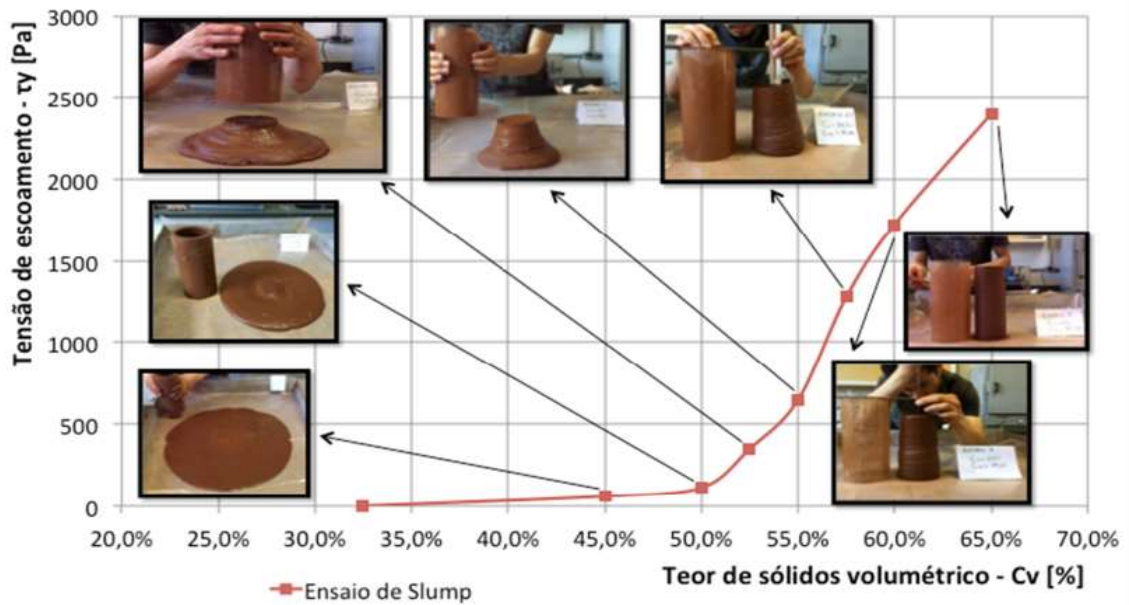 3000
2500
2000
1500
1000
500
0
Tensão de escoamento - τy [Pa]
20,0% 25,0% 30,0% 35,0% 40,0% 45,0% 50,0% 55,0% 60,0% 65,0% 70,0%
Teor de sólidos volumétrico - Cv [%]
Ensaio de Slump